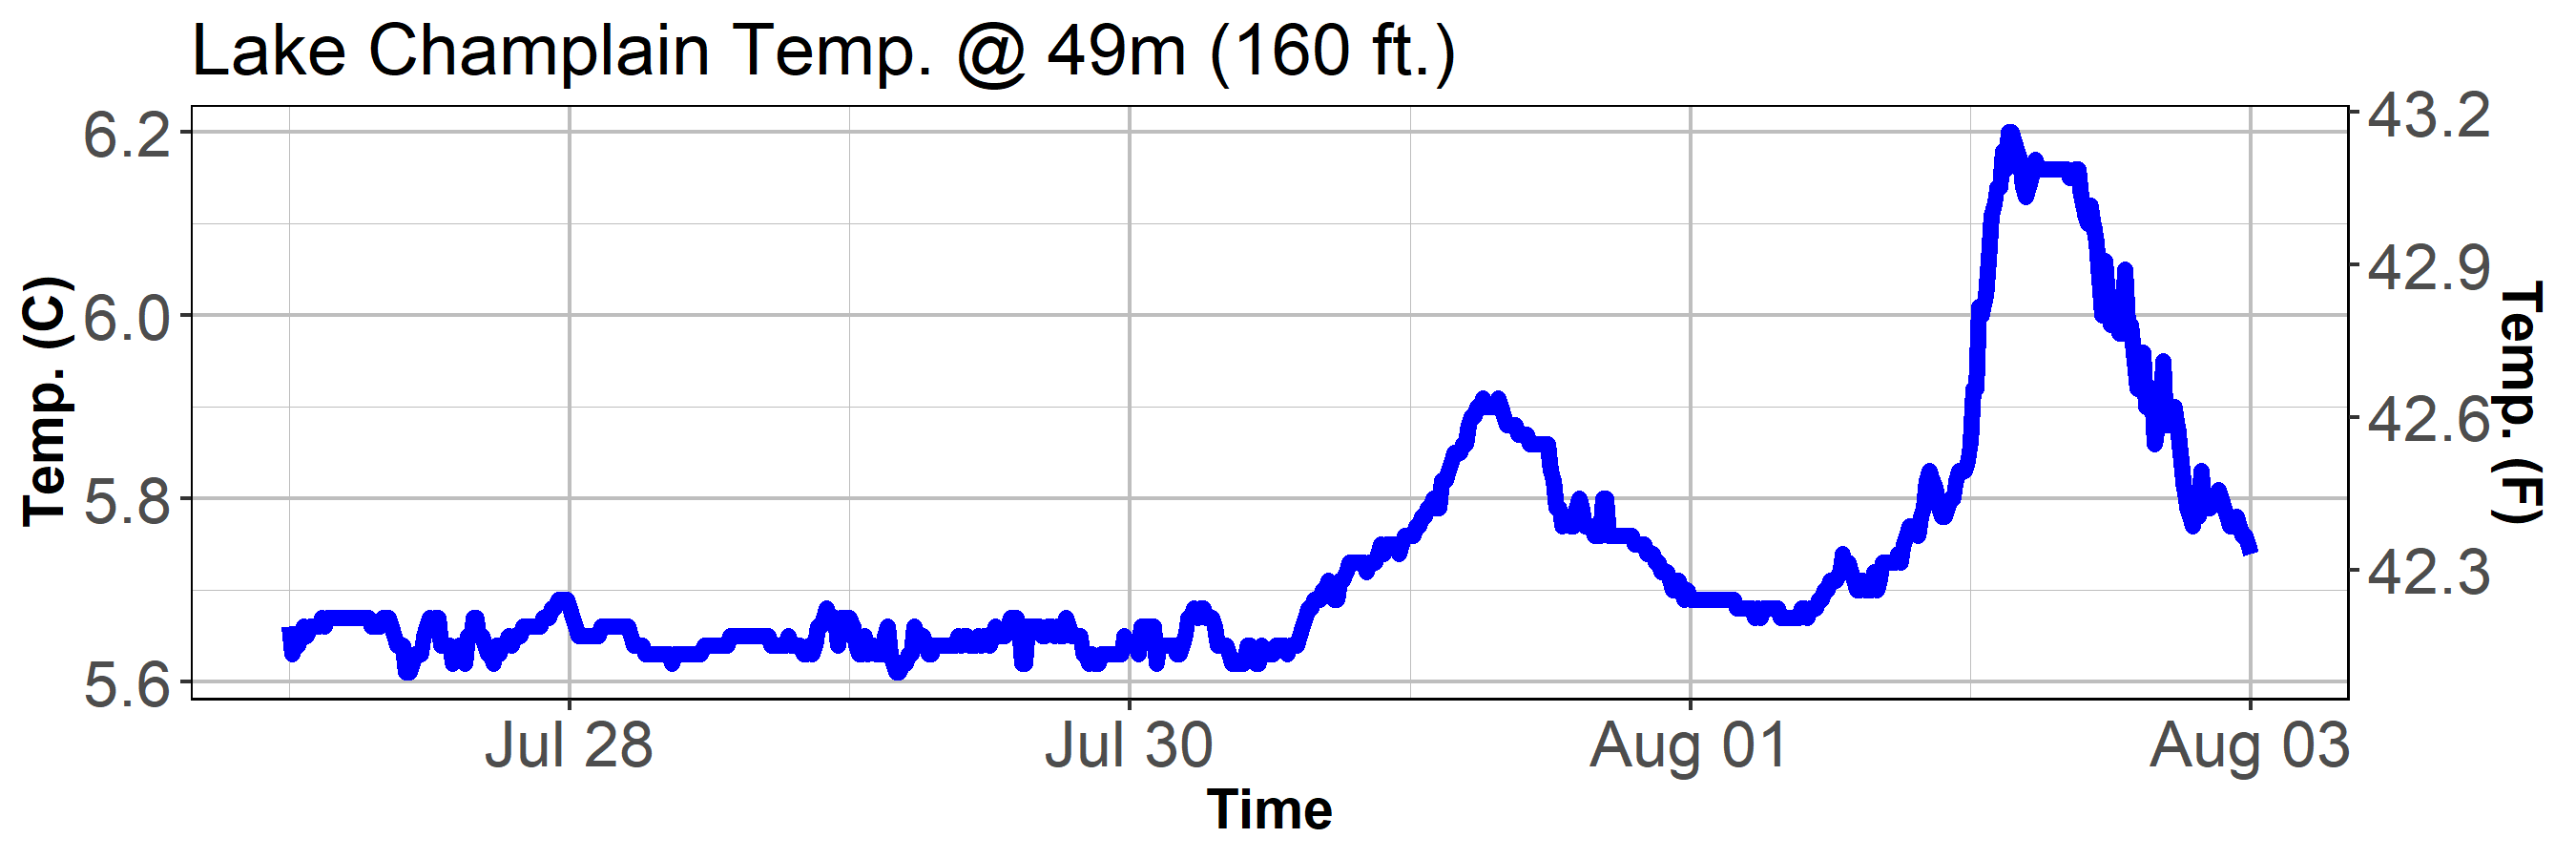 Lake Champlain Temp. @ 49m (160 ft.)
6.2
6.0
5.8
5.6
Temp. (C)
43.2
42.9
42.6
42.3
Temp. (F)
Jul 28
Jul 30
Aug 01
Aug 03
Time